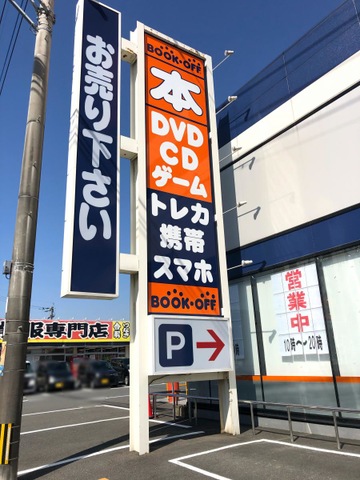 お売り下さい
BOOK・OFF
本
DVD
CD
ゲーム
トレカ
携帯
スマホ
BOOK・OFF
P
営業中
10時〜20時
服専門店